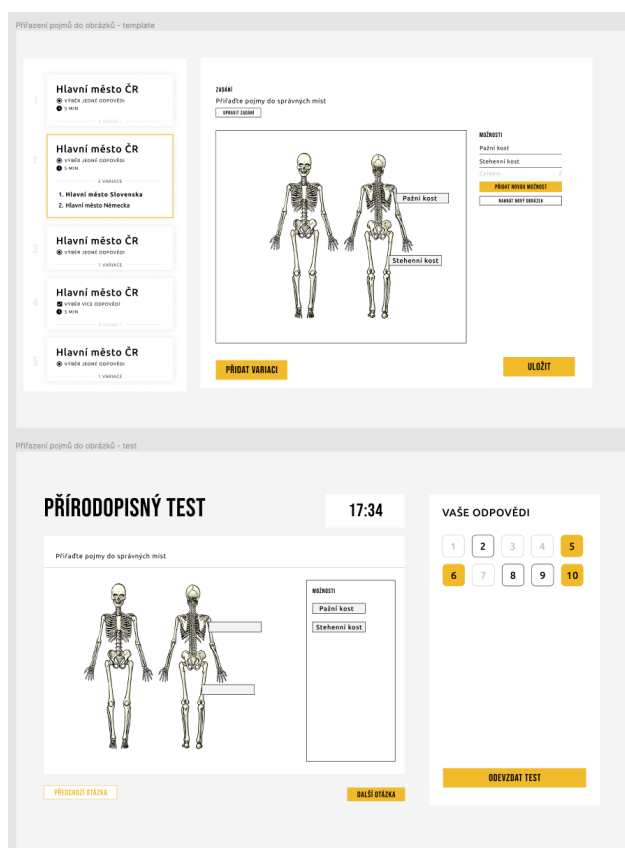 Přiřazení pojmů do obrázků - template
1
Hlavní město ČR
VÝBĚR JEDNÉ ODPOVĚDI
5 MIN
2
Hlavní město ČR
VÝBĚR JEDNÉ ODPOVĚDI
5 MIN
2 VARIACE
1. Hlavní město Slovenska
2. Hlavní město Německa
3
Hlavní město ČR
VÝBĚR JEDNÉ ODPOVĚDI
1 VARIACE
4
Hlavní město ČR
VÝBĚR VÍCE ODPOVĚDÍ
5 MIN
5
Hlavní město ČR
VÝBĚR JEDNÉ ODPOVĚDI
1 VARIACE
ZADÁNÍ
Přiřaďte pojmy do správných míst
UPRAVIT ZADÁNÍ
Pažní kost
Stehenní kost
MOŽNOSTI
Pažní kost
Stehenní kost
Celkem 2
PŘIDAT NOVOU MOŽNOST
NAHRÁT NOVÝ OBRÁZEK
PŘIDAT VARIACI
ULOŽIT
Přiřazení pojmů do obrázků - test
PŘÍRODOPISNÝ TEST
17:34
Přiřaďte pojmy do správných míst
MOŽNOSTI
Pažní kost
Stehenní kost
PŘEDCHOZÍ OTÁZKA
DALŠÍ OTÁZKA
VAŠE ODPOVĚDI
1 2 3 4 5
6 7 8 9 10
ODEVZDAT TEST